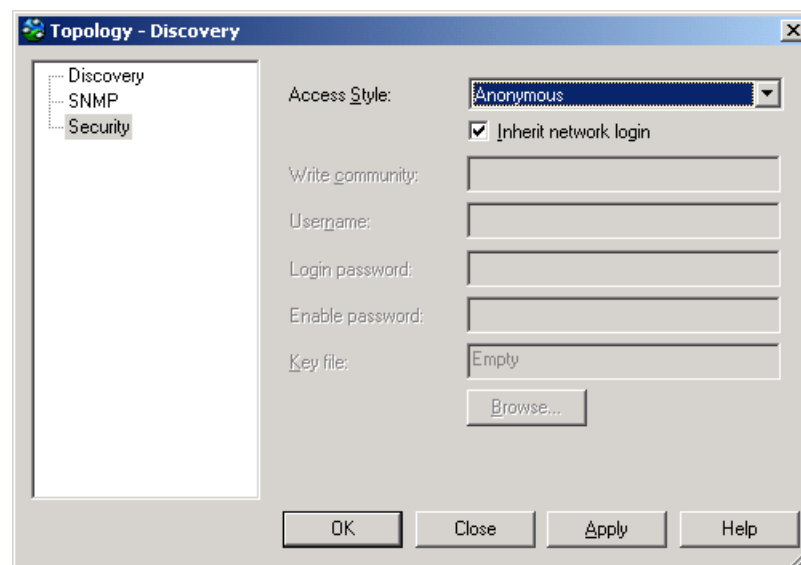 Topology - Discovery
Discovery
SNMP
Security
Access Style:
Anonymous
Inherit network login
Write community:
Username:
Login password:
Enable password:
Key file:
Empty
Browse...
OK
Close
Apply
Help